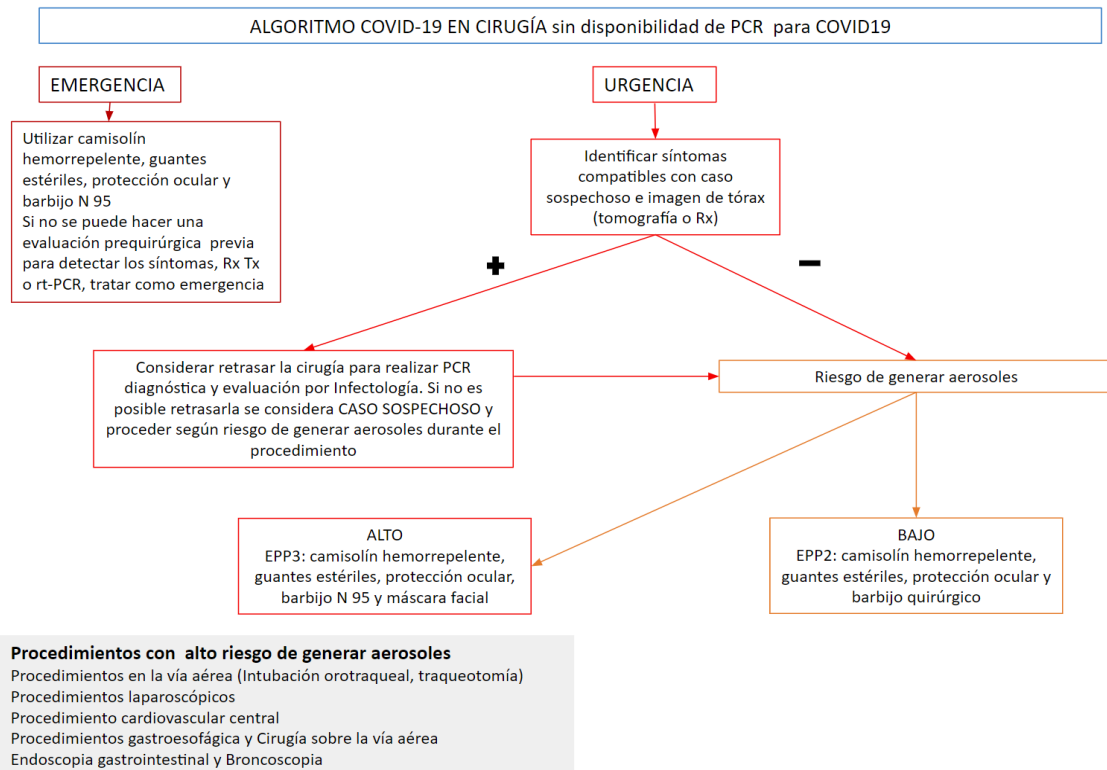 ALGORITMO COVID-19 EN CIRUGÍA sin disponibilidad de PCR para COVID19
EMERGENCIA
Utilizar camisolín
hemorrepelente, guantes
estériles, protección ocular y
barbijo N 95
Si no se puede hacer una
evaluación prequirúrgica previa
para detectar los síntomas, Rx Tx
o rt-PCR, tratar como emergencia
URGENCIA
Identificar síntomas
compatibles con caso
sospechoso e imagen de tórax
(tomografía o Rx)
+
−
Considerar retrasar la cirugía para realizar PCR
diagnóstica y evaluación por Infectología. Si no es
posible retrasarla se considera CASO SOSPECHOSO y
proceder según riesgo de generar aerosoles durante el
procedimiento
Riesgo de generar aerosoles
ALTO
EPP3: camisolín hemorrepelente,
guantes estériles, protección ocular,
barbijo N 95 y máscara facial
BAJO
EPP2: camisolín hemorrepelente,
guantes estériles, protección ocular y
barbijo quirúrgico
Procedimientos con alto riesgo de generar aerosoles
Procedimientos en la vía aérea (Intubación orotraqueal, traqueotomía)
Procedimientos laparoscópicos
Procedimiento cardiovascular central
Procedimientos gastroesofágica y Cirugía sobre la vía aérea
Endoscopia gastrointestinal y Broncoscopia